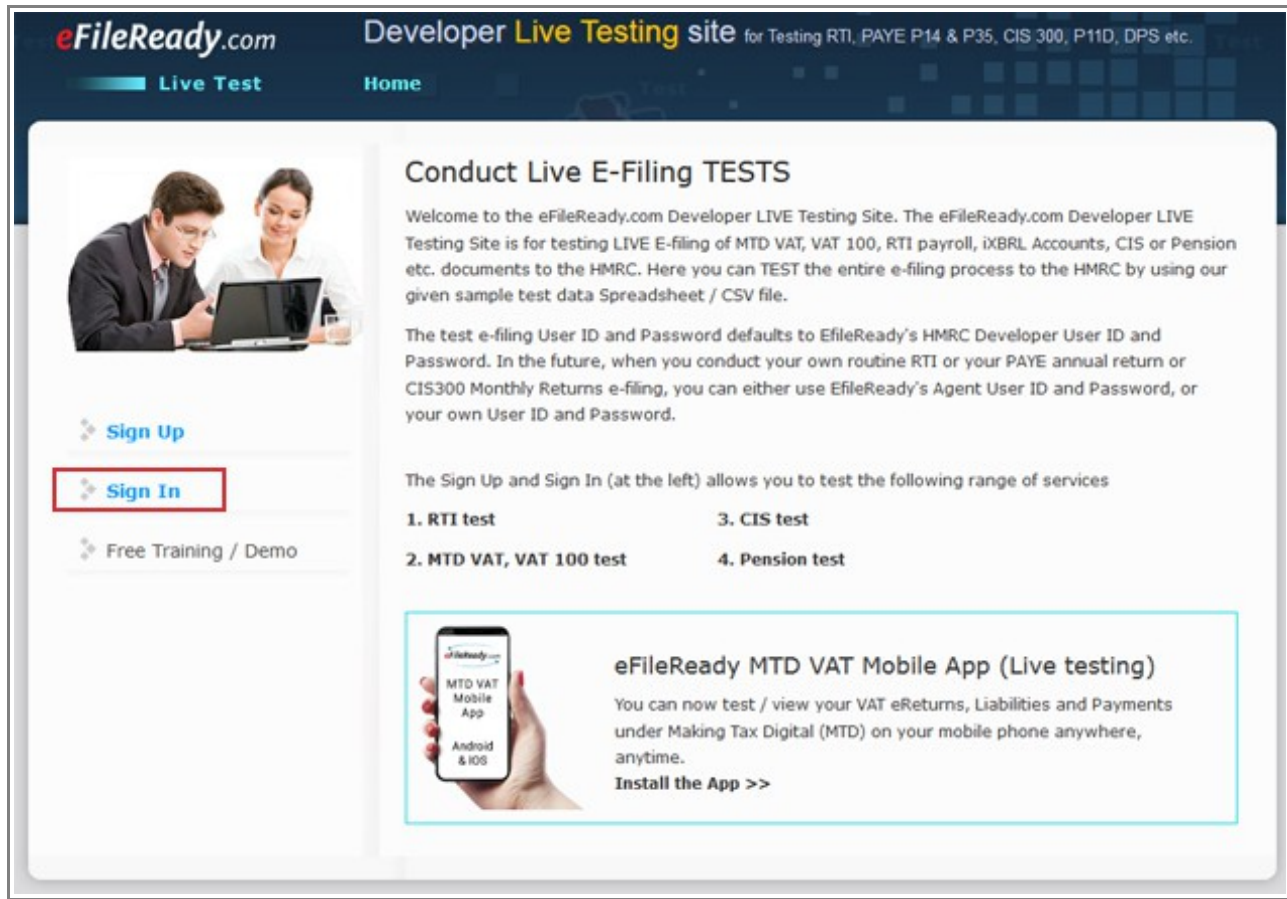 eFileReady.com
Developer Live Testing site for Testing RTI, PAYE P14 & P35, CIS 300, P11D, DPS etc.
Live Test
Home
Test
Test
Sign Up
Sign In
Free Training / Demo
Conduct Live E-Filing TESTS
Welcome to the eFileReady.com Developer LIVE Testing Site. The eFileReady.com Developer LIVE
Testing Site is for testing LIVE E-filing of MTD VAT, VAT 100, RTI payroll, iXBRL Accounts, CIS or Pension
etc. documents to the HMRC. Here you can TEST the entire e-filing process to the HMRC by using our
given sample test data Spreadsheet / CSV file.
The test e-filing User ID and Password defaults to EfileReady's HMRC Developer User ID and
Password. In the future, when you conduct your own routine RTI or your PAYE annual return or
CIS300 Monthly Returns e-filing, you can either use EfileReady's Agent User ID and Password, or
your own User ID and Password.
The Sign Up and Sign In (at the left) allows you to test the following range of services
1. RTI test
3. CIS test
2. MTD VAT, VAT 100 test
4. Pension test
eFileReady.com
MTD VAT
Mobile
App
Android
& IOS
eFileReady MTD VAT Mobile App (Live testing)
You can now test / view your VAT eReturns, Liabilities and Payments
under Making Tax Digital (MTD) on your mobile phone anywhere,
anytime.
Install the App >>